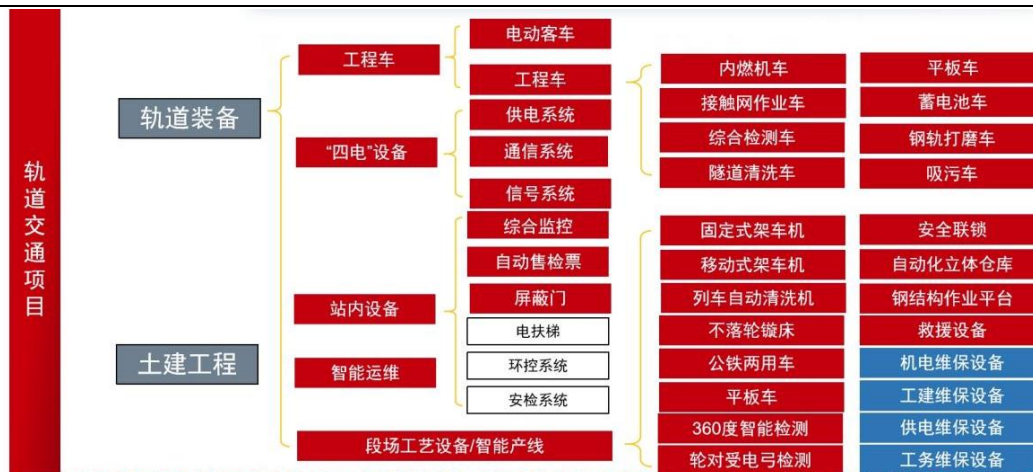 轨道交通项目
轨道装备
土建工程
工程车
“四电”设备
站内设备
智能运维
段场工艺设备/智能产线
电动客车
工程车
供电系统
通信系统
信号系统
综合监控
自动售检票
屏蔽门
电扶梯
环控系统
安检系统
内燃机车
平板车
接触网作业车
蓄电池车
综合检测车
钢轨打磨车
隧道清洗车
吸污车
固定式架车机
安全联锁
移动式架车机
自动化立体仓库
列车自动清洗机
钢结构作业平台
不落轮镟床
救援设备
公铁两用车
机电维保设备
平板车
工建维保设备
360度智能检测
供电维保设备
轮对受电弓检测
工务维保设备